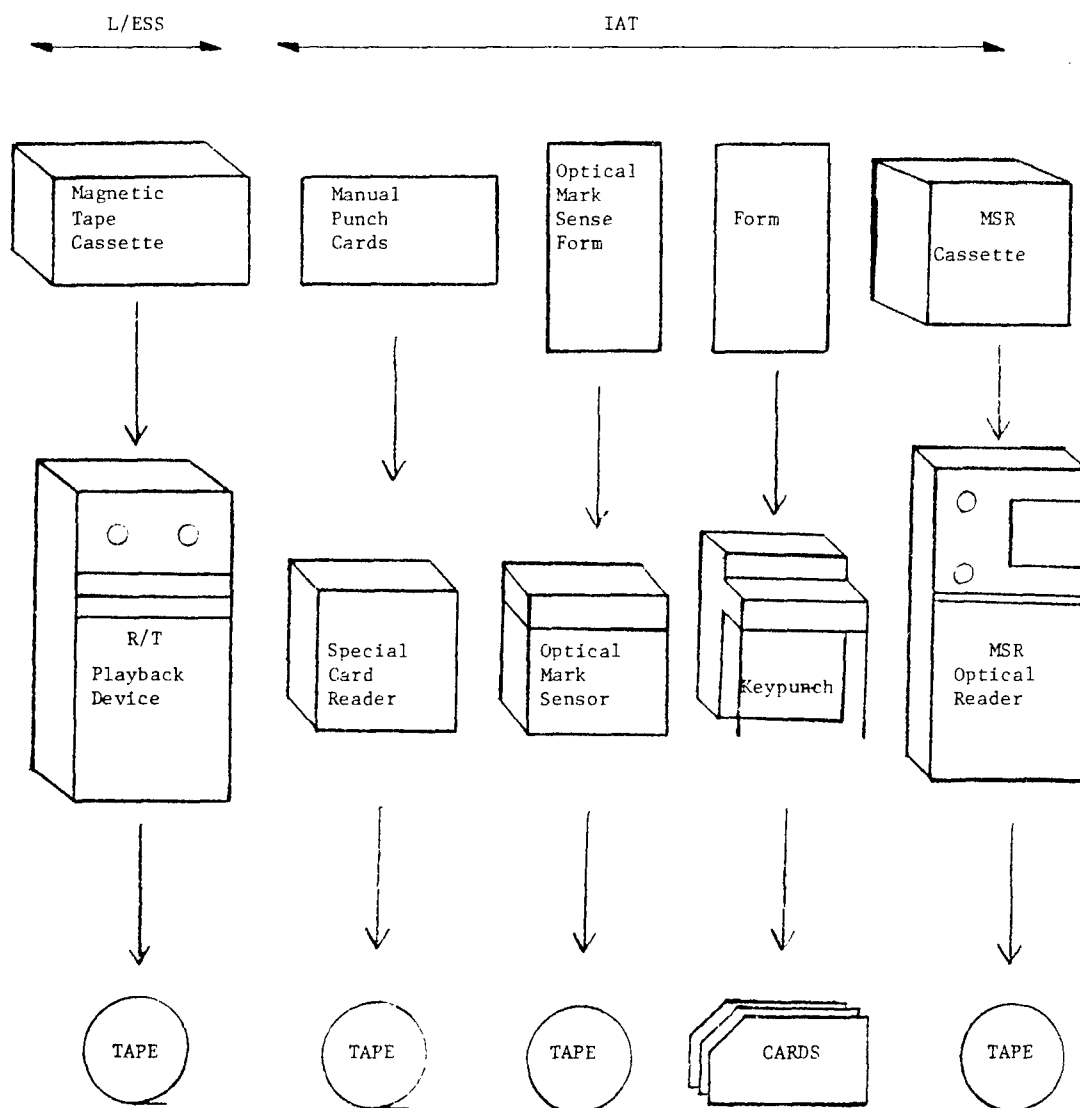 L/ESS
IAT
Magnetic
Tape
Cassette
Manual
Punch
Cards
Optical
Mark
Sense
Form
Form
MSR
Cassette
R/T
Playback
Device
Special
Card
Reader
Optical
Mark
Sensor
Keypunch
MSR
Optical
Reader
TAPE
TAPE
TAPE
CARDS
TAPE